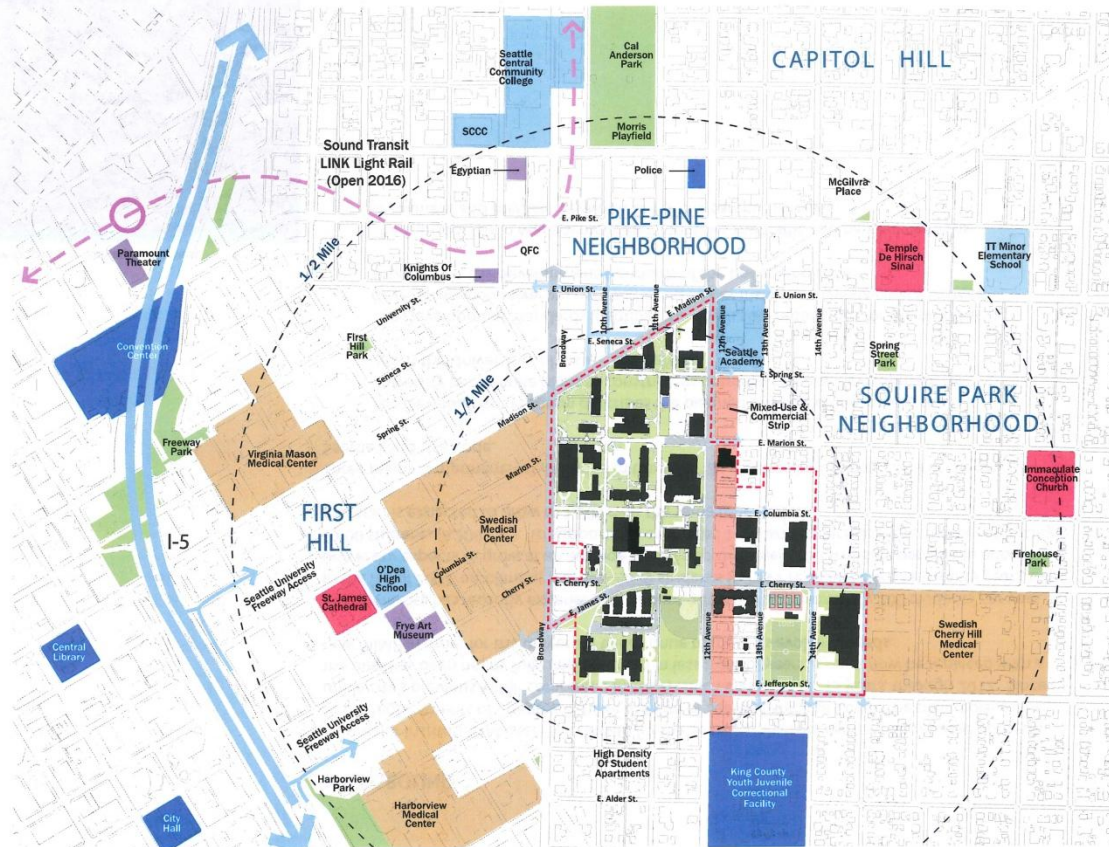 CAPITOL HILL
Seattle
Central
Community
College
Cal
Anderson
Park
SCCC
Morris
Playfield
Sound Transit
LINK Light Rail
(Open 2016)
Egyptian
Police
McGilvra
Place
E. Pike St.
PIKE-PINE
NEIGHBORHOOD
Paramount
Theater
1/2 Mile
QFC
Knights Of
Columbus
Temple
De Hirsch
Sinai
TT Minor
Elementary
School
E. Union St.
E. Union St.
University St.
10th Avenue
11th Avenue
E. Madison St.
12th Avenue
13th Avenue
14th Avenue
Convention
Center
First
Hill
Park
Broadway
E. Seneca St.
Seattle
Academy
Spring
Street
Park
Seneca St.
1/4 Mile
E. Spring St.
Madison St.
Spring St.
Mixed-Use &
Commercial
Strip
SQUIRE PARK
NEIGHBORHOOD
Freeway
Park
Virginia Mason
Medical Center
Marion St.
E. Marion St.
Immaculate
Conception
Church
FIRST
HILL
Swedish
Medical
Center
E. Columbia St.
I-5
Columbia St.
O'Dea
High
School
Firehouse
Park
Seattle University
Freeway Access
Cherry St.
E. Cherry St.
E. Cherry St.
St. James
Cathedral
Frye Art
Museum
E. James St.
Swedish
Cherry Hill
Medical
Center
Central
Library
Broadway
12th Avenue
13th Avenue
14th Avenue
E. Jefferson St.
Seattle University
Freeway Access
High Density
Of Student
Apartments
Harborview
Park
King County
Youth Juvenile
Correctional
Facility
E. Alder St.
City
Hall
Harborview
Medical
Center